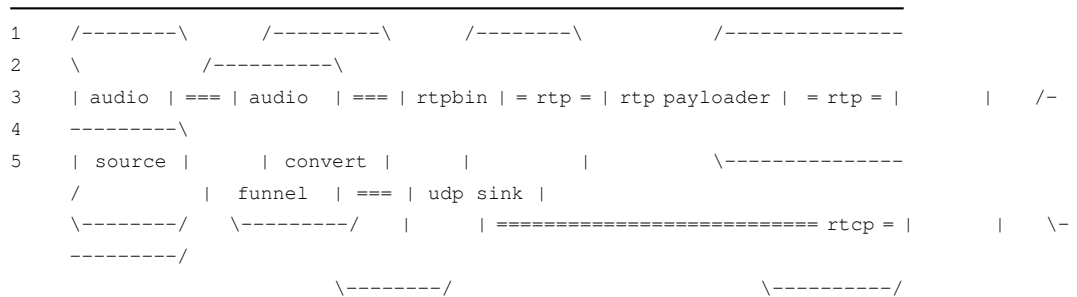 1 /--------\ /---------\ /--------\ /---------------
2 \ /----------\
3 | audio | === | audio | === | rtpbin | = rtp = | rtp payloader | = rtp = | | /-
4 ---------\
5 | source | | convert | | | \---------------
/ | funnel | === | udp sink |
\--------/ \---------/ | | =========================== rtcp = | | \-
---------/
\--------/ \----------/